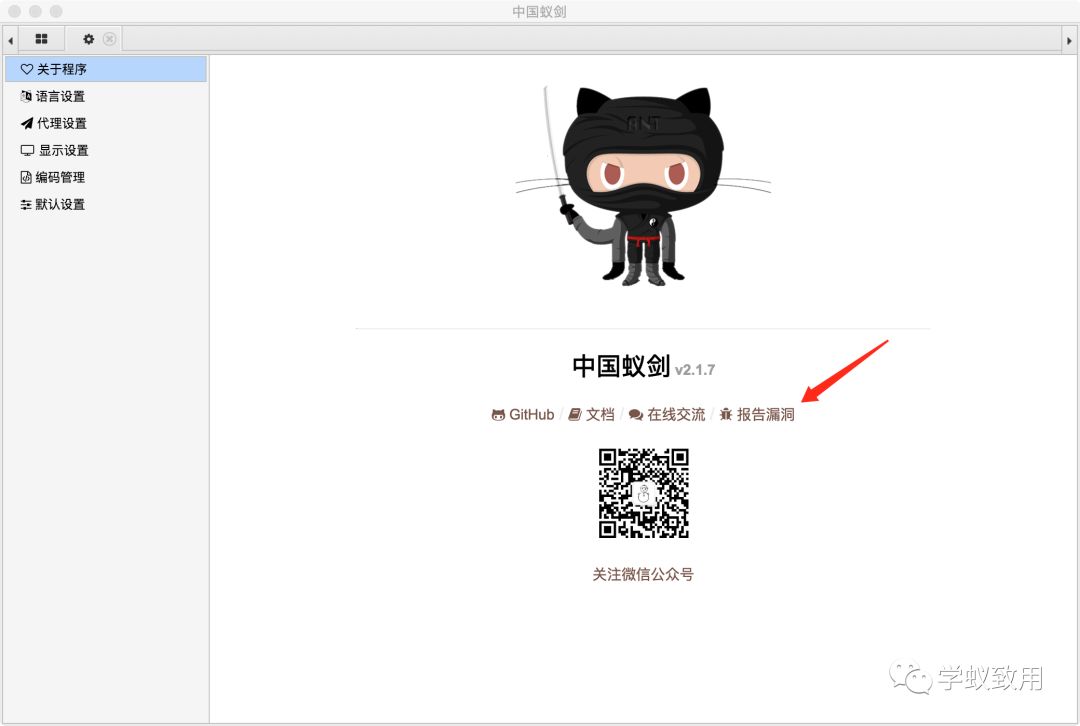 中国蚁剑
关于程序
语言设置
代理设置
显示设置
编码管理
默认设置
ANT
中国蚁剑 v2.1.7
GitHub / 文档 / 在线交流 / 报告漏洞
关注微信公众号
学蚁致用